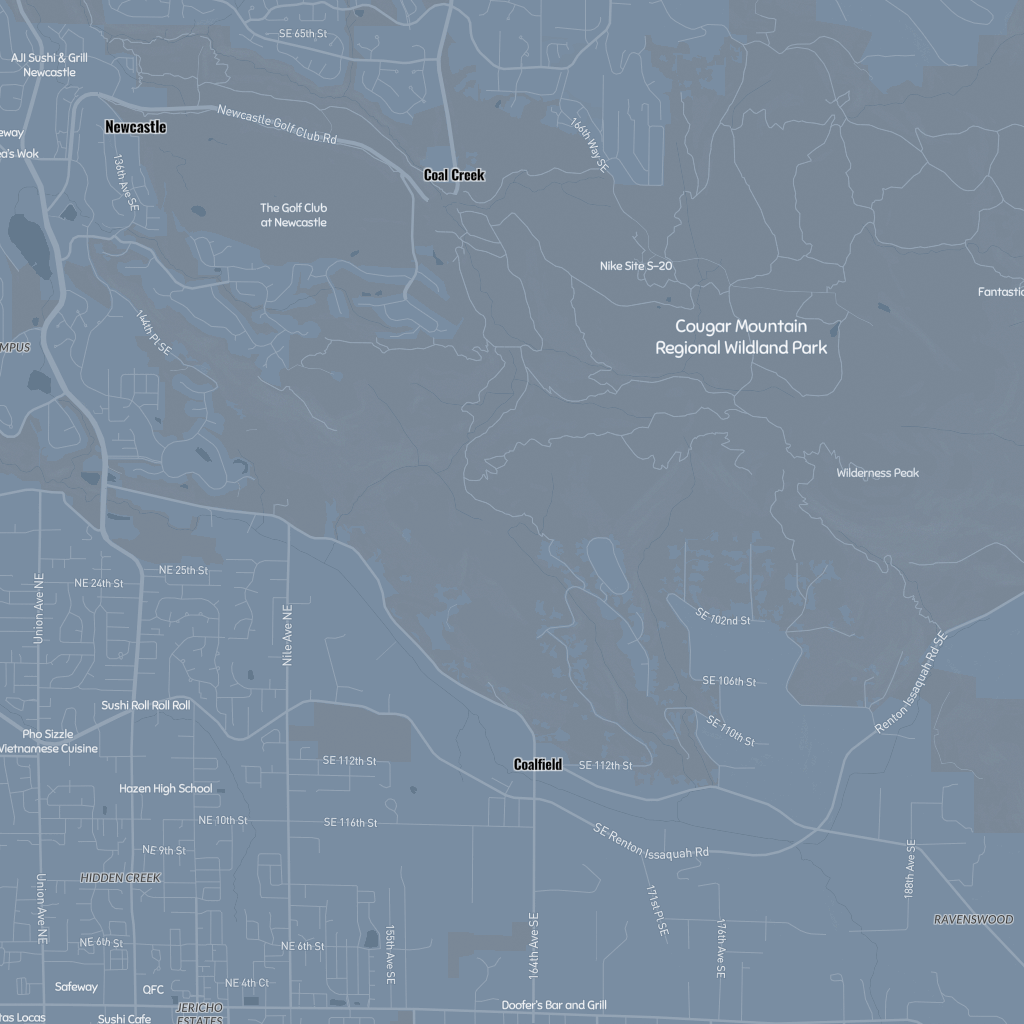 SE 65th St
AJI Sushi & Grill
Newcastle
Newcastle Golf Club Rd
Newcastle
166th Way SE
Coal Creek
136th Ave SE
The Golf Club
at Newcastle
Nike Site S-20
Fantastic
144th Pl SE
Cougar Mountain
Regional Wildland Park
MPUS
Wilderness Peak
NE 25th St
NE 24th St
Union Ave NE
Nile Ave NE
SE 102nd St
SE 106th St
Renton Issaquah Rd SE
Sushi Roll Roll Roll
SE 110th St
Pho Sizzle
Vietnamese Cuisine
SE 112th St
Coalfield
SE 112th St
Hazen High School
NE 10th St
SE 116th St
SE Renton Issaquah Rd
NE 9th St
188th Ave SE
HIDDEN CREEK
Union Ave NE
171st Pl SE
RAVENSWOOD
NE 6th St
NE 6th St
155th Ave SE
164th Ave SE
176th Ave SE
NE 4th Ct
Safeway
QFC
JERICHO
ESTATES
Doofer's Bar and Grill
tas Locas
Sushi Cafe